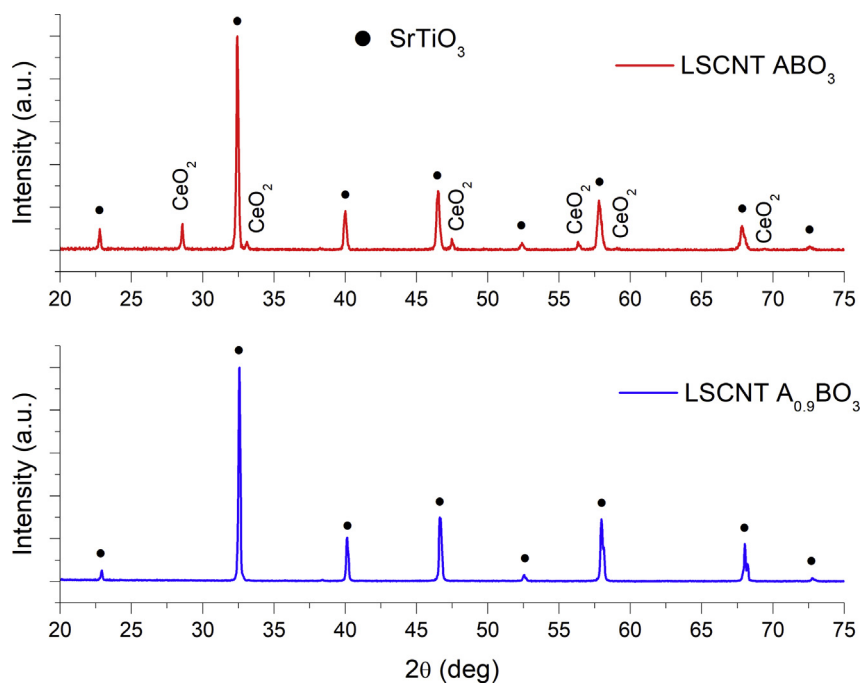 ● SrTiO₃
LSCNT ABO₃
Intensity (a.u.)
CeO₂
CeO₂
CeO₂
CeO₂
CeO₂
CeO₂
20 25 30 35 40 45 50 55 60 65 70 75
LSCNT A₀.₉BO₃
Intensity (a.u.)
20 25 30 35 40 45 50 55 60 65 70 75
2θ (deg)